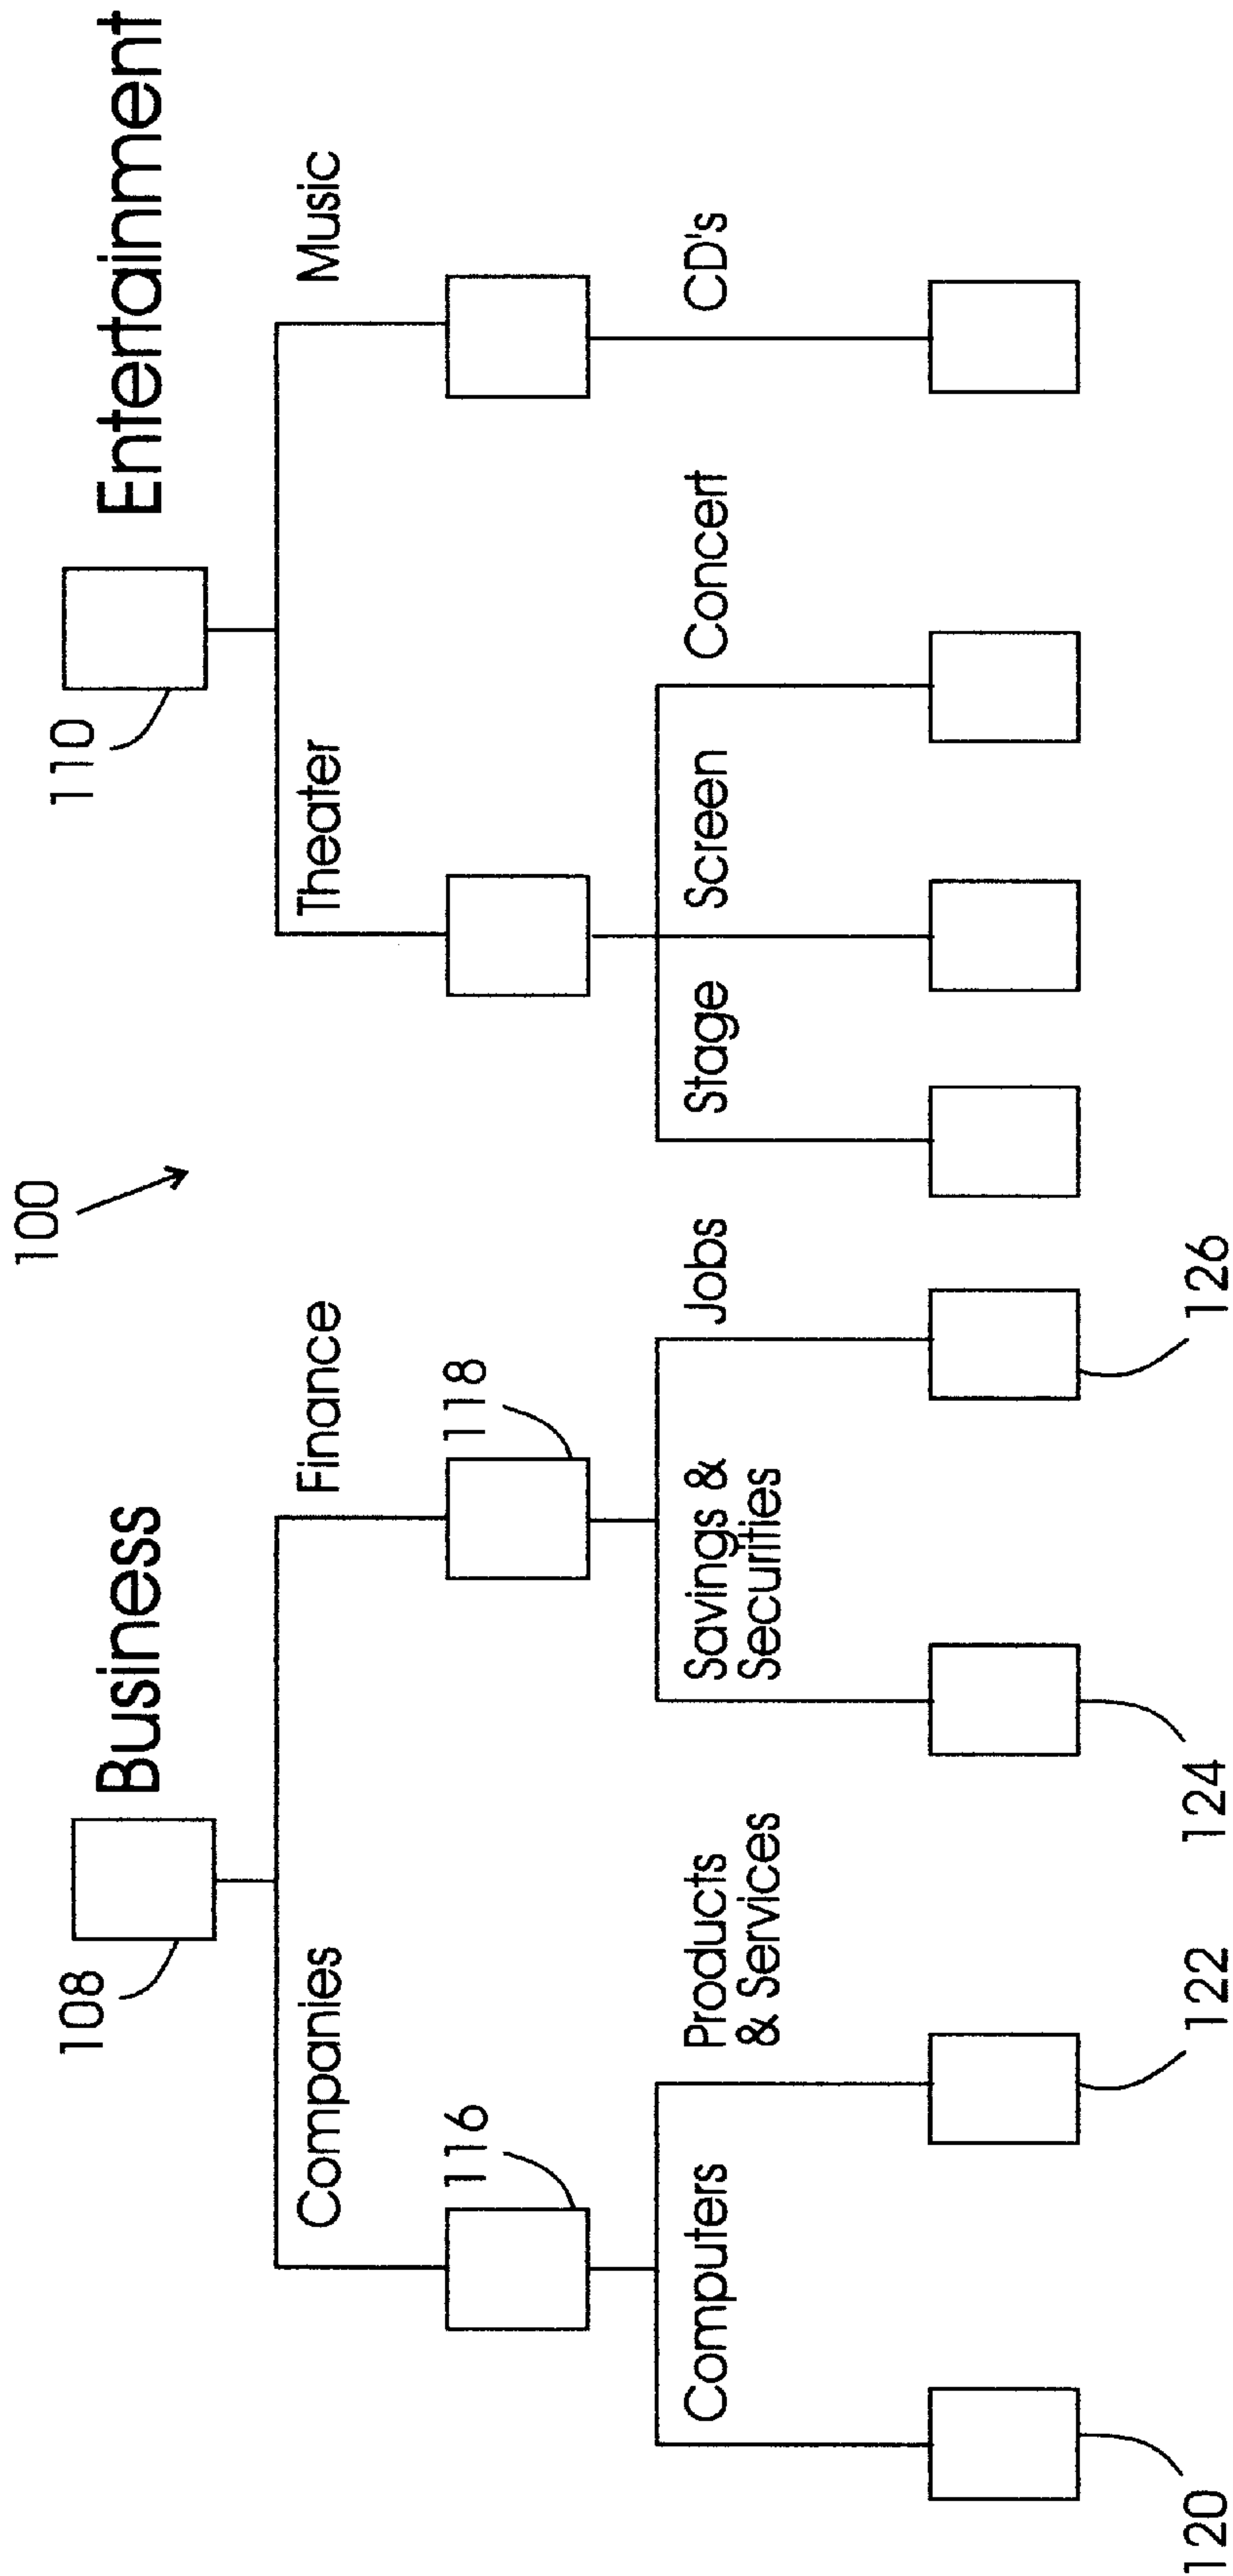 100
108
Business
110
Entertainment
Companies
Finance
Theater
Music
116
118
Computers
Products
& Services
Savings &
Securities
Jobs
Stage
Screen
Concert
CD's
120
122
124
126